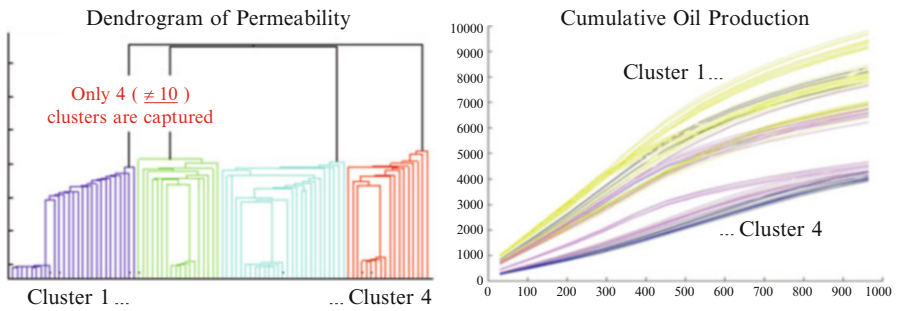 Dendrogram of Permeability
Only 4 ( ≠ 10 )
clusters are captured
Cluster 1 ...
... Cluster 4
Cumulative Oil Production
10000
9000
8000
7000
6000
5000
4000
3000
2000
1000
0
Cluster 1...
... Cluster 4
0 100 200 300 400 500 600 700 800 900 1000